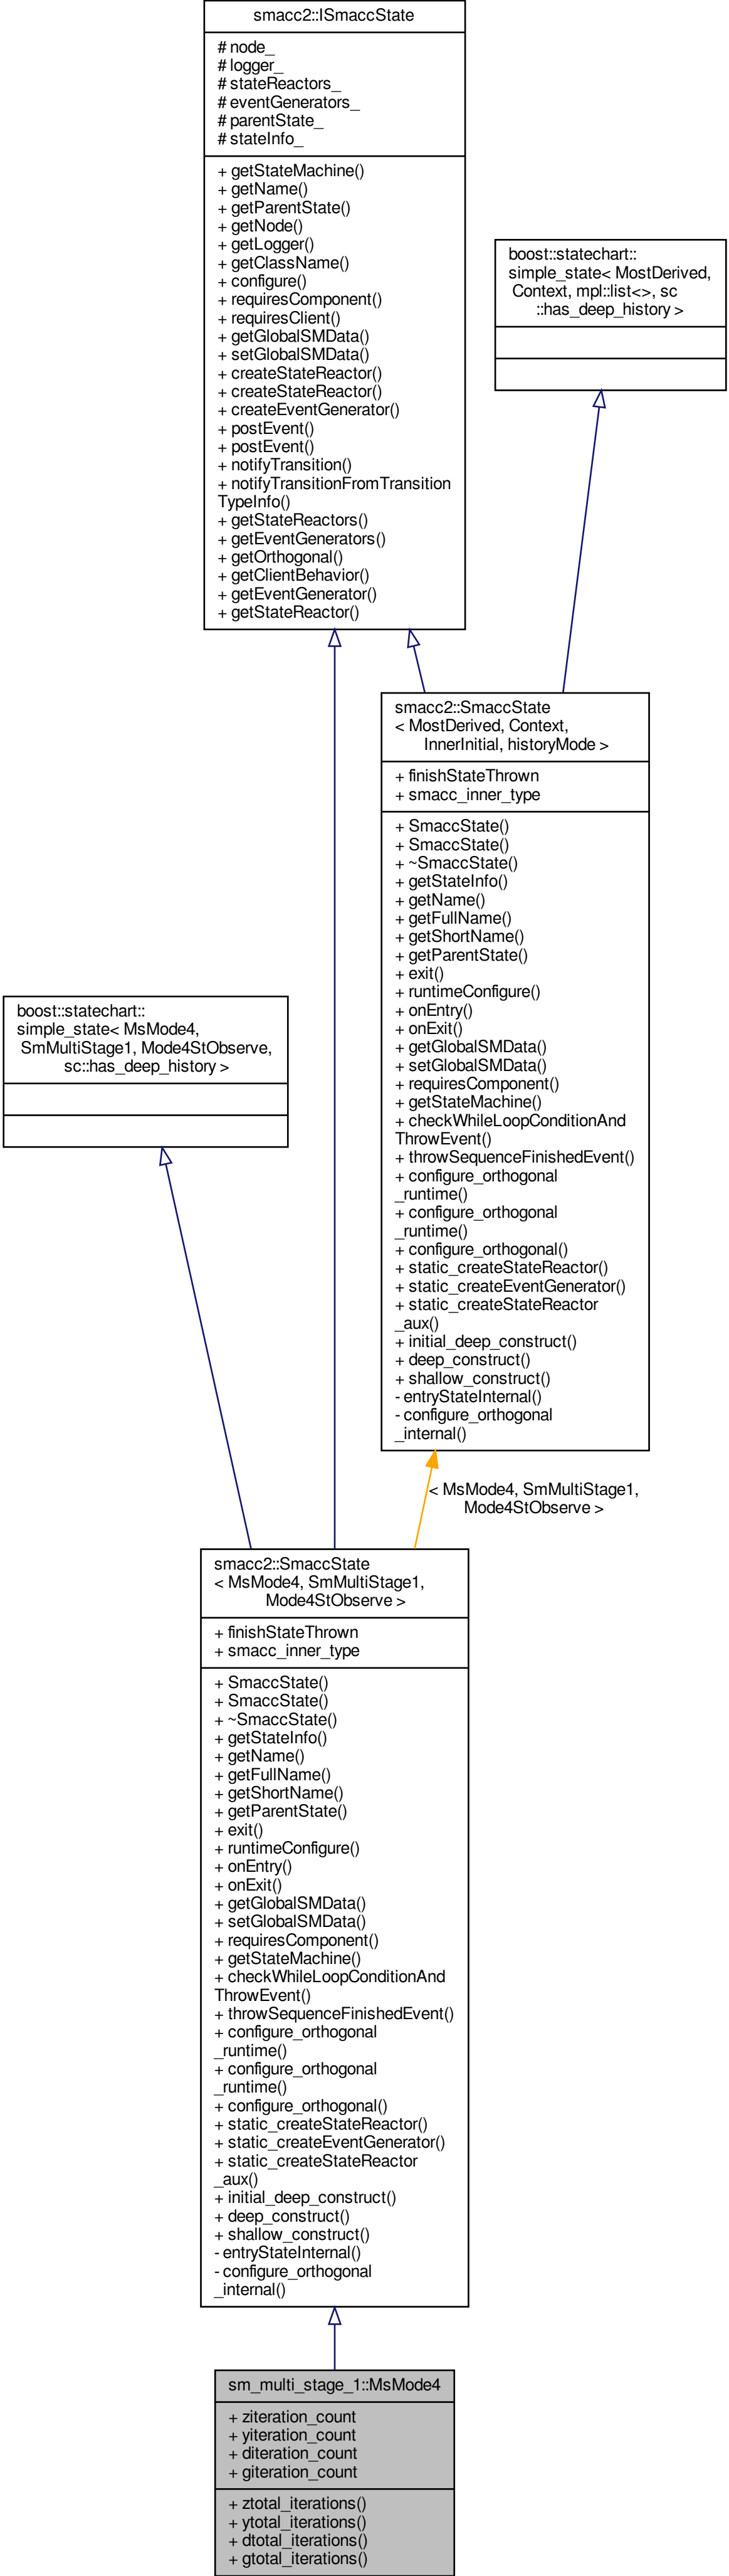 smacc2::ISmaccState
# node_
# logger_
# stateReactors_
# eventGenerators_
# parentState_
# stateInfo_
+ getStateMachine()
+ getName()
+ getParentState()
+ getNode()
+ getLogger()
+ getClassName()
+ configure()
+ requiresComponent()
+ requiresClient()
+ getGlobalSMData()
+ setGlobalSMData()
+ createStateReactor()
+ createStateReactor()
+ createEventGenerator()
+ postEvent()
+ postEvent()
+ notifyTransition()
+ notifyTransitionFromTransition
TypeInfo()
+ getStateReactors()
+ getEventGenerators()
+ getOrthogonal()
+ getClientBehavior()
+ getEventGenerator()
+ getStateReactor()
boost::statechart::
simple_state< MostDerived,
Context, mpl::list<>, sc
::has_deep_history >
smacc2::SmaccState
< MostDerived, Context,
InnerInitial, historyMode >
+ finishStateThrown
+ smacc_inner_type
+ SmaccState()
+ SmaccState()
+ ~SmaccState()
+ getStateInfo()
+ getName()
+ getFullName()
+ getShortName()
+ getParentState()
+ exit()
+ runtimeConfigure()
+ onEntry()
+ onExit()
+ getGlobalSMData()
+ setGlobalSMData()
+ requiresComponent()
+ getStateMachine()
+ checkWhileLoopConditionAnd
ThrowEvent()
+ throwSequenceFinishedEvent()
+ configure_orthogonal
_runtime()
+ configure_orthogonal
_runtime()
+ configure_orthogonal()
+ static_createStateReactor()
+ static_createEventGenerator()
+ static_createStateReactor
_aux()
+ initial_deep_construct()
+ deep_construct()
+ shallow_construct()
- entryStateInternal()
- configure_orthogonal
_internal()
boost::statechart::
simple_state< MsMode4,
SmMultiStage1, Mode4StObserve,
sc::has_deep_history >
< MsMode4, SmMultiStage1,
Mode4StObserve >
smacc2::SmaccState
< MsMode4, SmMultiStage1,
Mode4StObserve >
+ finishStateThrown
+ smacc_inner_type
+ SmaccState()
+ SmaccState()
+ ~SmaccState()
+ getStateInfo()
+ getName()
+ getFullName()
+ getShortName()
+ getParentState()
+ exit()
+ runtimeConfigure()
+ onEntry()
+ onExit()
+ getGlobalSMData()
+ setGlobalSMData()
+ requiresComponent()
+ getStateMachine()
+ checkWhileLoopConditionAnd
ThrowEvent()
+ throwSequenceFinishedEvent()
+ configure_orthogonal
_runtime()
+ configure_orthogonal
_runtime()
+ configure_orthogonal()
+ static_createStateReactor()
+ static_createEventGenerator()
+ static_createStateReactor
_aux()
+ initial_deep_construct()
+ deep_construct()
+ shallow_construct()
- entryStateInternal()
- configure_orthogonal
_internal()
sm_multi_stage_1::MsMode4
+ ziteration_count
+ yiteration_count
+ diteration_count
+ giteration_count
+ ztotal_iterations()
+ ytotal_iterations()
+ dtotal_iterations()
+ gtotal_iterations()